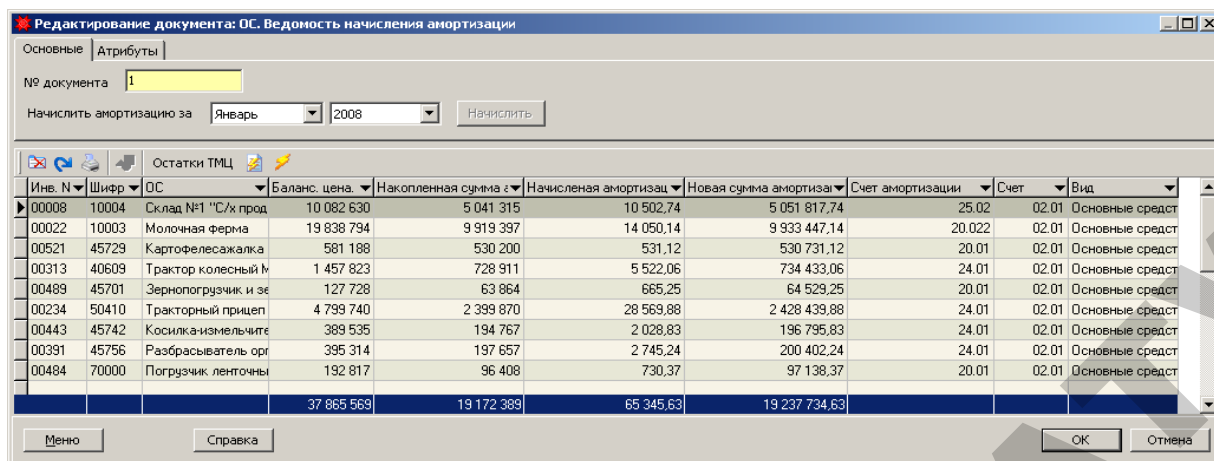 Редактирование документа: ОС. Ведомость начисления амортизации
Основные Атрибуты
№ документа 1
Начислить амортизацию за Январь 2008 Начислить
Остатки ТМЦ
Инв. N Шифр ОС Баланс. цена. Накопленная сумма а Начисленая амортизац Новая сумма амортизац Счет амортизации Счет Вид
00008 10004 Склад №1 "С/х прод 10 082 630 5 041 315 10 502,74 5 051 817,74 25.02 02.01 Основные средст
00022 10003 Молочная ферма 19 838 794 9 919 397 14 050,14 9 933 447,14 20.022 02.01 Основные средст
00521 45729 Картофелесажалка 581 188 530 200 531,12 530 731,12 20.01 02.01 Основные средст
00313 40609 Трактор колесный М 1 457 823 728 911 5 522,06 734 433,06 24.01 02.01 Основные средст
00489 45701 Зернопогрузчик и зе 127 728 63 864 665,25 64 529,25 20.01 02.01 Основные средст
00234 50410 Тракторный прицеп 4 799 740 2 399 870 28 569,88 2 428 439,88 24.01 02.01 Основные средст
00443 45742 Косилка-измельчите 389 535 194 767 2 028,83 196 795,83 24.01 02.01 Основные средст
00391 45756 Разбрасыватель орг 395 314 197 657 2 745,24 200 402,24 24.01 02.01 Основные средст
00484 70000 Погрузчик ленточны 192 817 96 408 730,37 97 138,37 20.01 02.01 Основные средст
37 865 569 19 172 389 65 345,63 19 237 734,63
Меню Справка OK Отмена